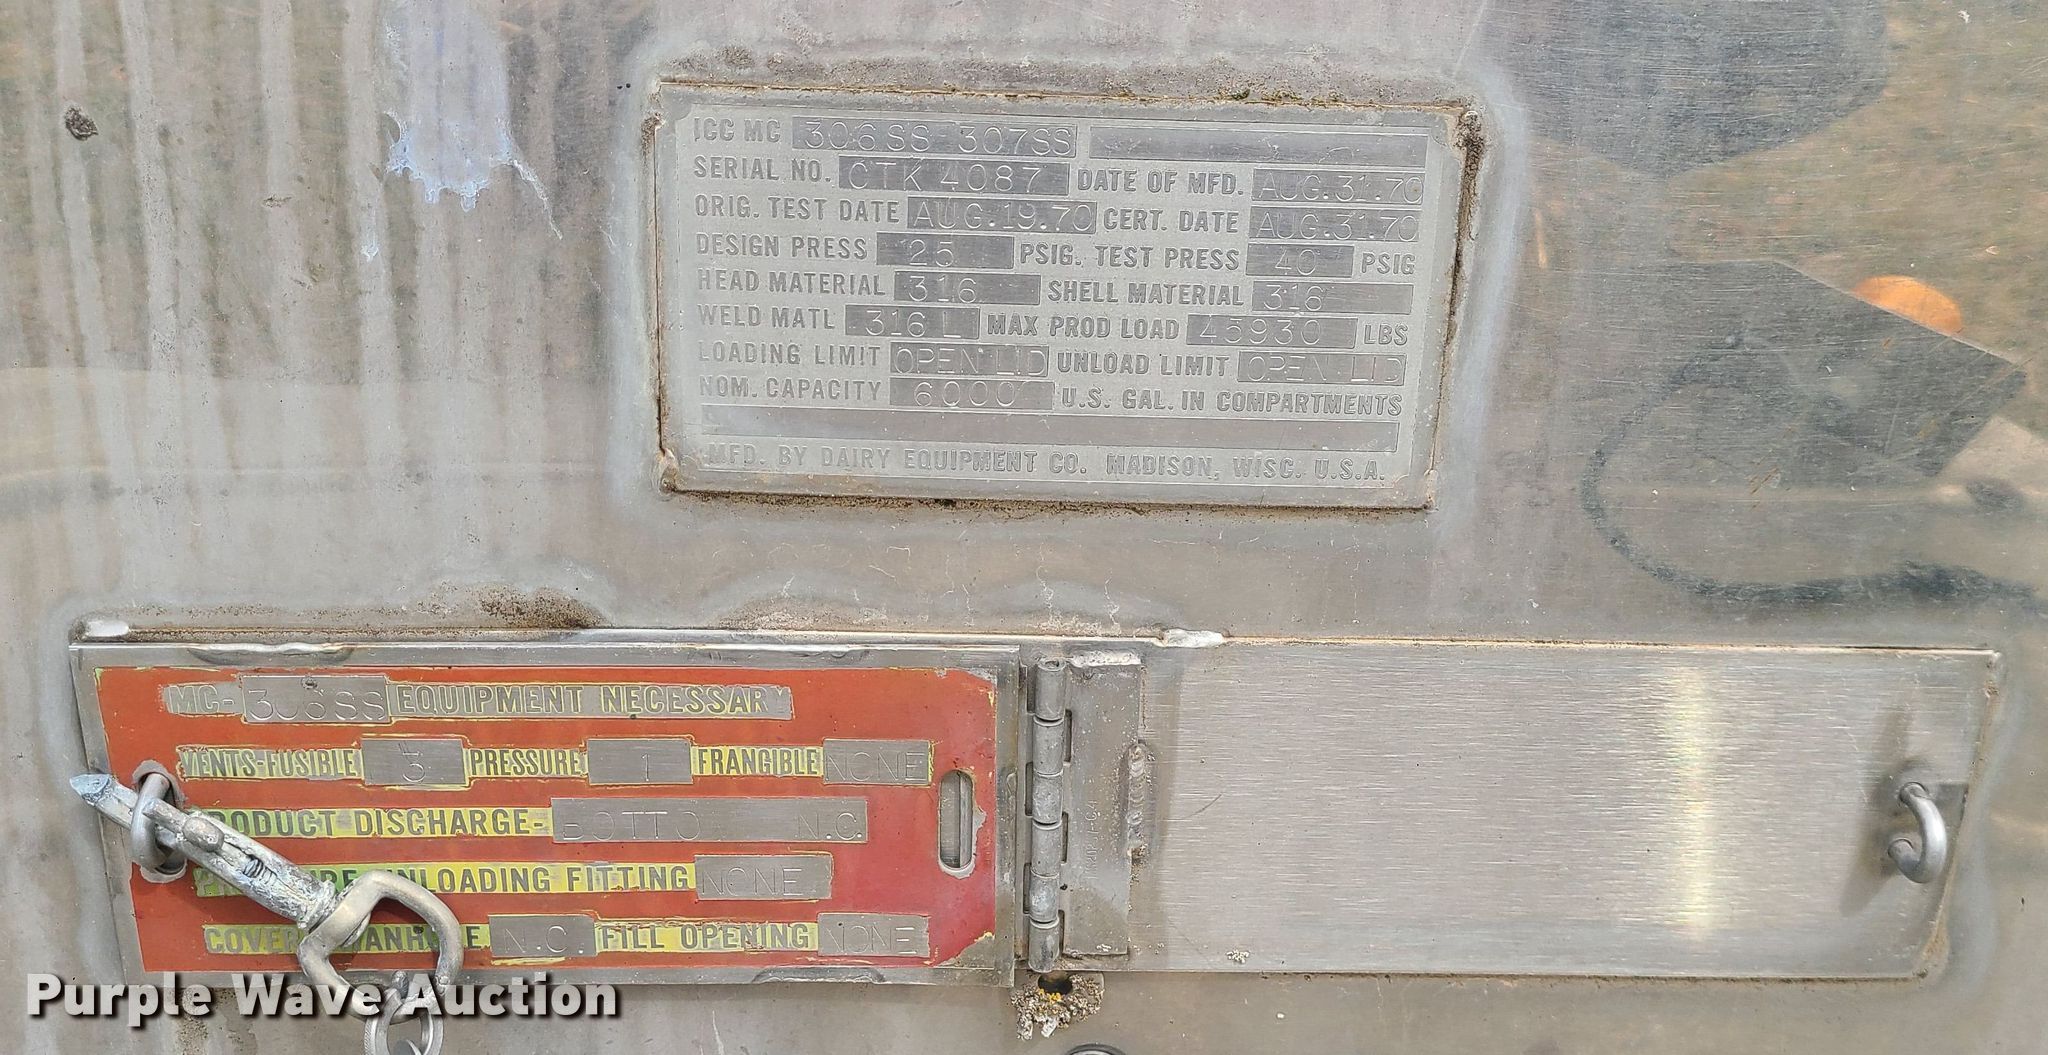 ICC MC 306SS-307SS
SERIAL NO. CTK 4087 DATE OF MFD. AUG.31.70
ORIG. TEST DATE AUG.19.70 CERT. DATE AUG.31.70
DESIGN PRESS 25 PSIG. TEST PRESS 40 PSIG
HEAD MATERIAL 316 SHELL MATERIAL 316
WELD MATL 316 L MAX PROD LOAD 45930 LBS
LOADING LIMIT OPEN LID UNLOAD LIMIT OPEN LID
NOM. CAPACITY 6000 U.S. GAL. IN COMPARTMENTS
MFD. BY DAIRY EQUIPMENT CO. MADISON, WISC. U.S.A.
MC-306SS EQUIPMENT NECESSARY
VENTS-FUSIBLE 3 PRESSURE 1 FRANGIBLE NONE
PRODUCT DISCHARGE- N.C.
UNLOADING FITTING NONE
N.C. FILL OPENING NONE
Purple Wave Auction